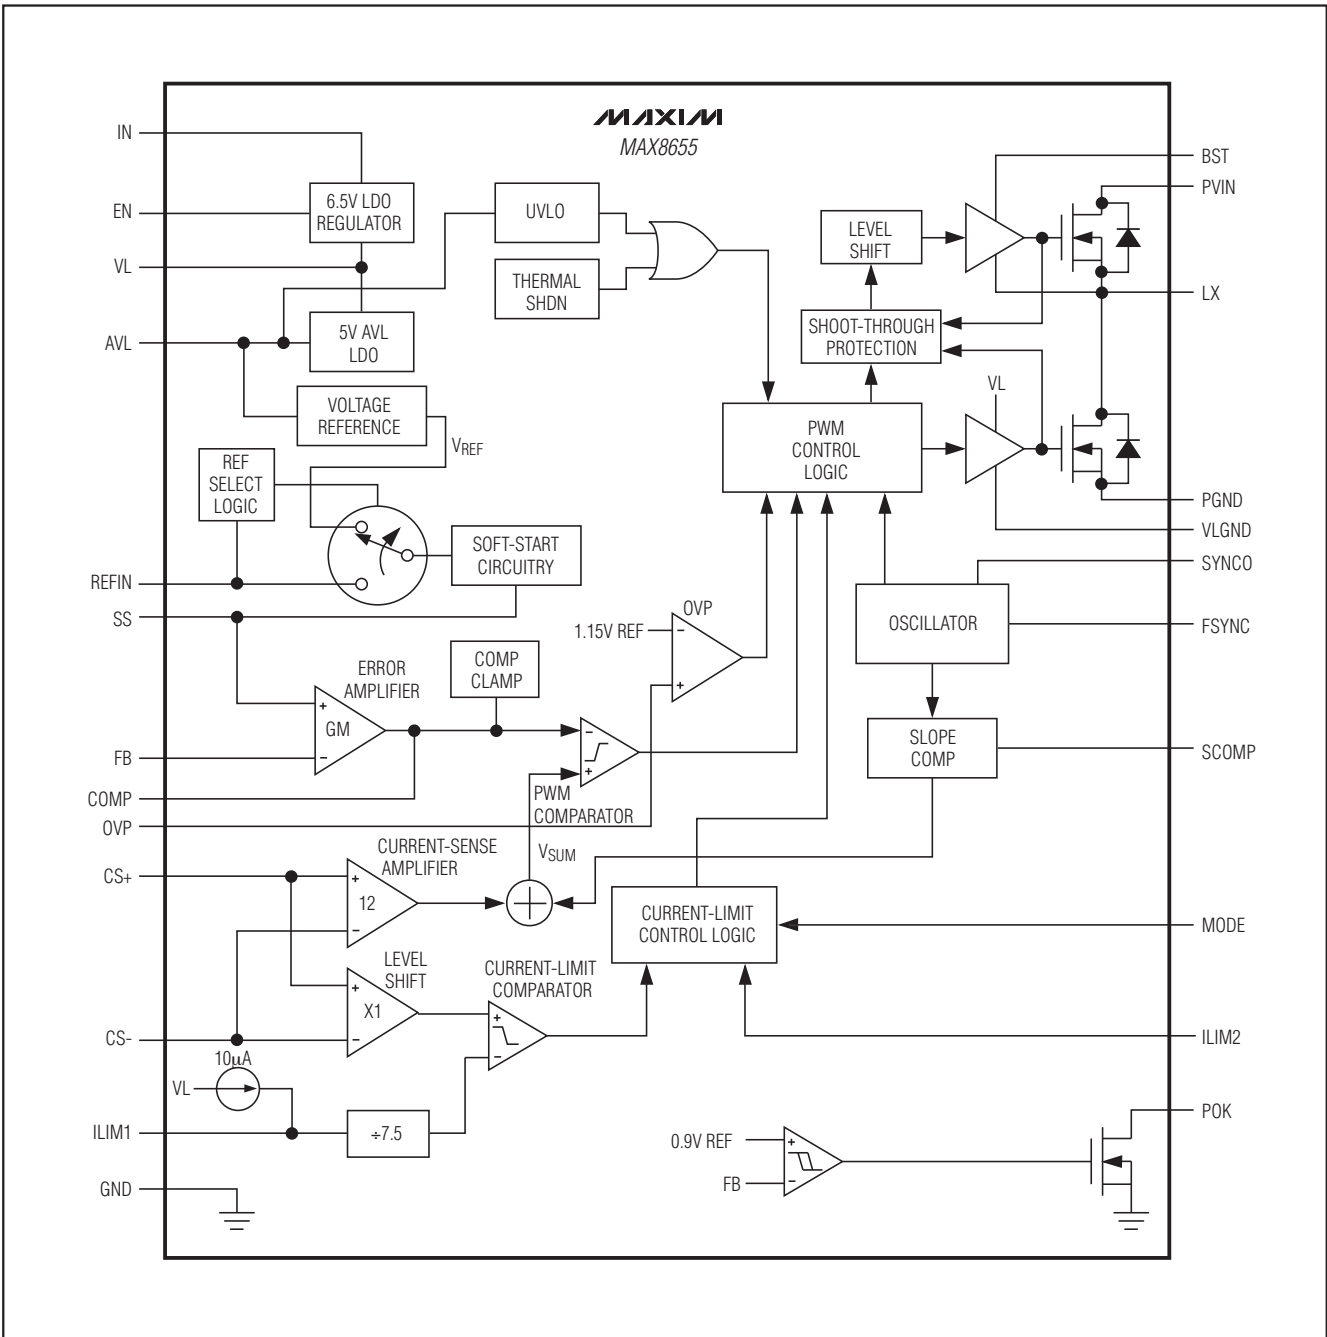 MAXIM
MAX8655
IN
EN
VL
AVL
REFIN
SS
FB
COMP
OVP
CS+
CS-
ILIM1
GND
6.5V LDO
REGULATOR
5V AVL
LDO
VOLTAGE
REFERENCE
VREF
REF
SELECT
LOGIC
SOFT-START
CIRCUITRY
UVLO
THERMAL
SHDN
LEVEL
SHIFT
SHOOT-THROUGH
PROTECTION
PWM
CONTROL
LOGIC
VL
BST
PVIN
LX
PGND
VLGND
SYNCO
FSYNC
SCOMP
MODE
ILIM2
POK
OSCILLATOR
SLOPE
COMP
OVP
1.15V REF
-
+
ERROR
AMPLIFIER
+
GM
-
COMP
CLAMP
-
+
PWM
COMPARATOR
VSUM
CURRENT-SENSE
AMPLIFIER
+
12
-
LEVEL
SHIFT
+
X1
-
CURRENT-LIMIT
COMPARATOR
+
-
CURRENT-LIMIT
CONTROL LOGIC
10μA
VL
÷7.5
0.9V REF
+
FB
-